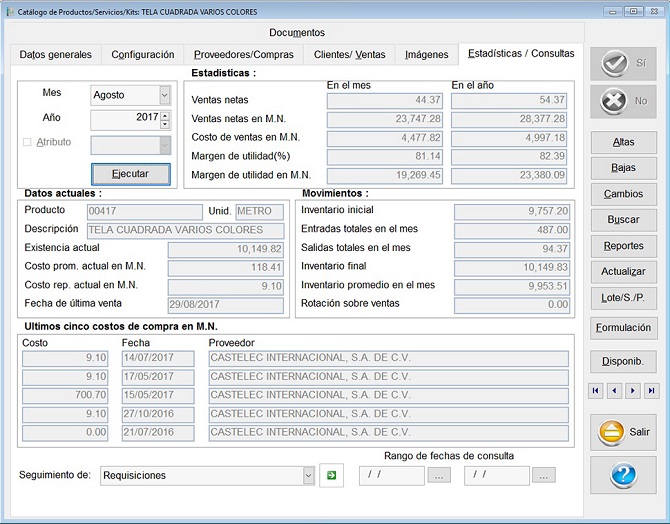 Catálogo de Productos/Servicios/Kits: TELA CUADRADA VARIOS COLORES
Documentos
Datos generales Configuración Proveedores/Compras Clientes/ Ventas Imágenes Estadísticas / Consultas
Mes Agosto
Año 2017
Atributo
Ejecutar
Estadísticas :
En el mes En el año
Ventas netas 44.37 54.37
Ventas netas en M.N. 23,747.28 28,377.28
Costo de ventas en M.N. 4,477.82 4,997.18
Margen de utilidad(%) 81.14 82.39
Margen de utilidad en M.N. 19,269.45 23,380.09
Datos actuales :
Producto 00417 Unid. METRO
Descripción TELA CUADRADA VARIOS COLORES
Existencia actual 10,149.82
Costo prom. actual en M.N. 118.41
Costo rep. actual en M.N. 9.10
Fecha de última venta 29/08/2017
Movimientos :
Inventario inicial 9,757.20
Entradas totales en el mes 487.00
Salidas totales en el mes 94.37
Inventario final 10,149.83
Inventario promedio en el mes 9,953.51
Rotación sobre ventas 0.00
Ultimos cinco costos de compra en M.N.
Costo Fecha Proveedor
9.10 14/07/2017 CASTELEC INTERNACIONAL, S.A. DE C.V.
9.10 17/05/2017 CASTELEC INTERNACIONAL, S.A. DE C.V.
700.70 15/05/2017 CASTELEC INTERNACIONAL, S.A. DE C.V.
9.10 27/10/2016 CASTELEC INTERNACIONAL, S.A. DE C.V.
0.00 21/07/2016 CASTELEC INTERNACIONAL, S.A. DE C.V.
Rango de fechas de consulta
Seguimiento de: Requisiciones / / ... / / ...
Sí
No
Altas
Bajas
Cambios
Buscar
Reportes
Actualizar
Lote/S./P.
Formulación
Disponib.
Salir
?